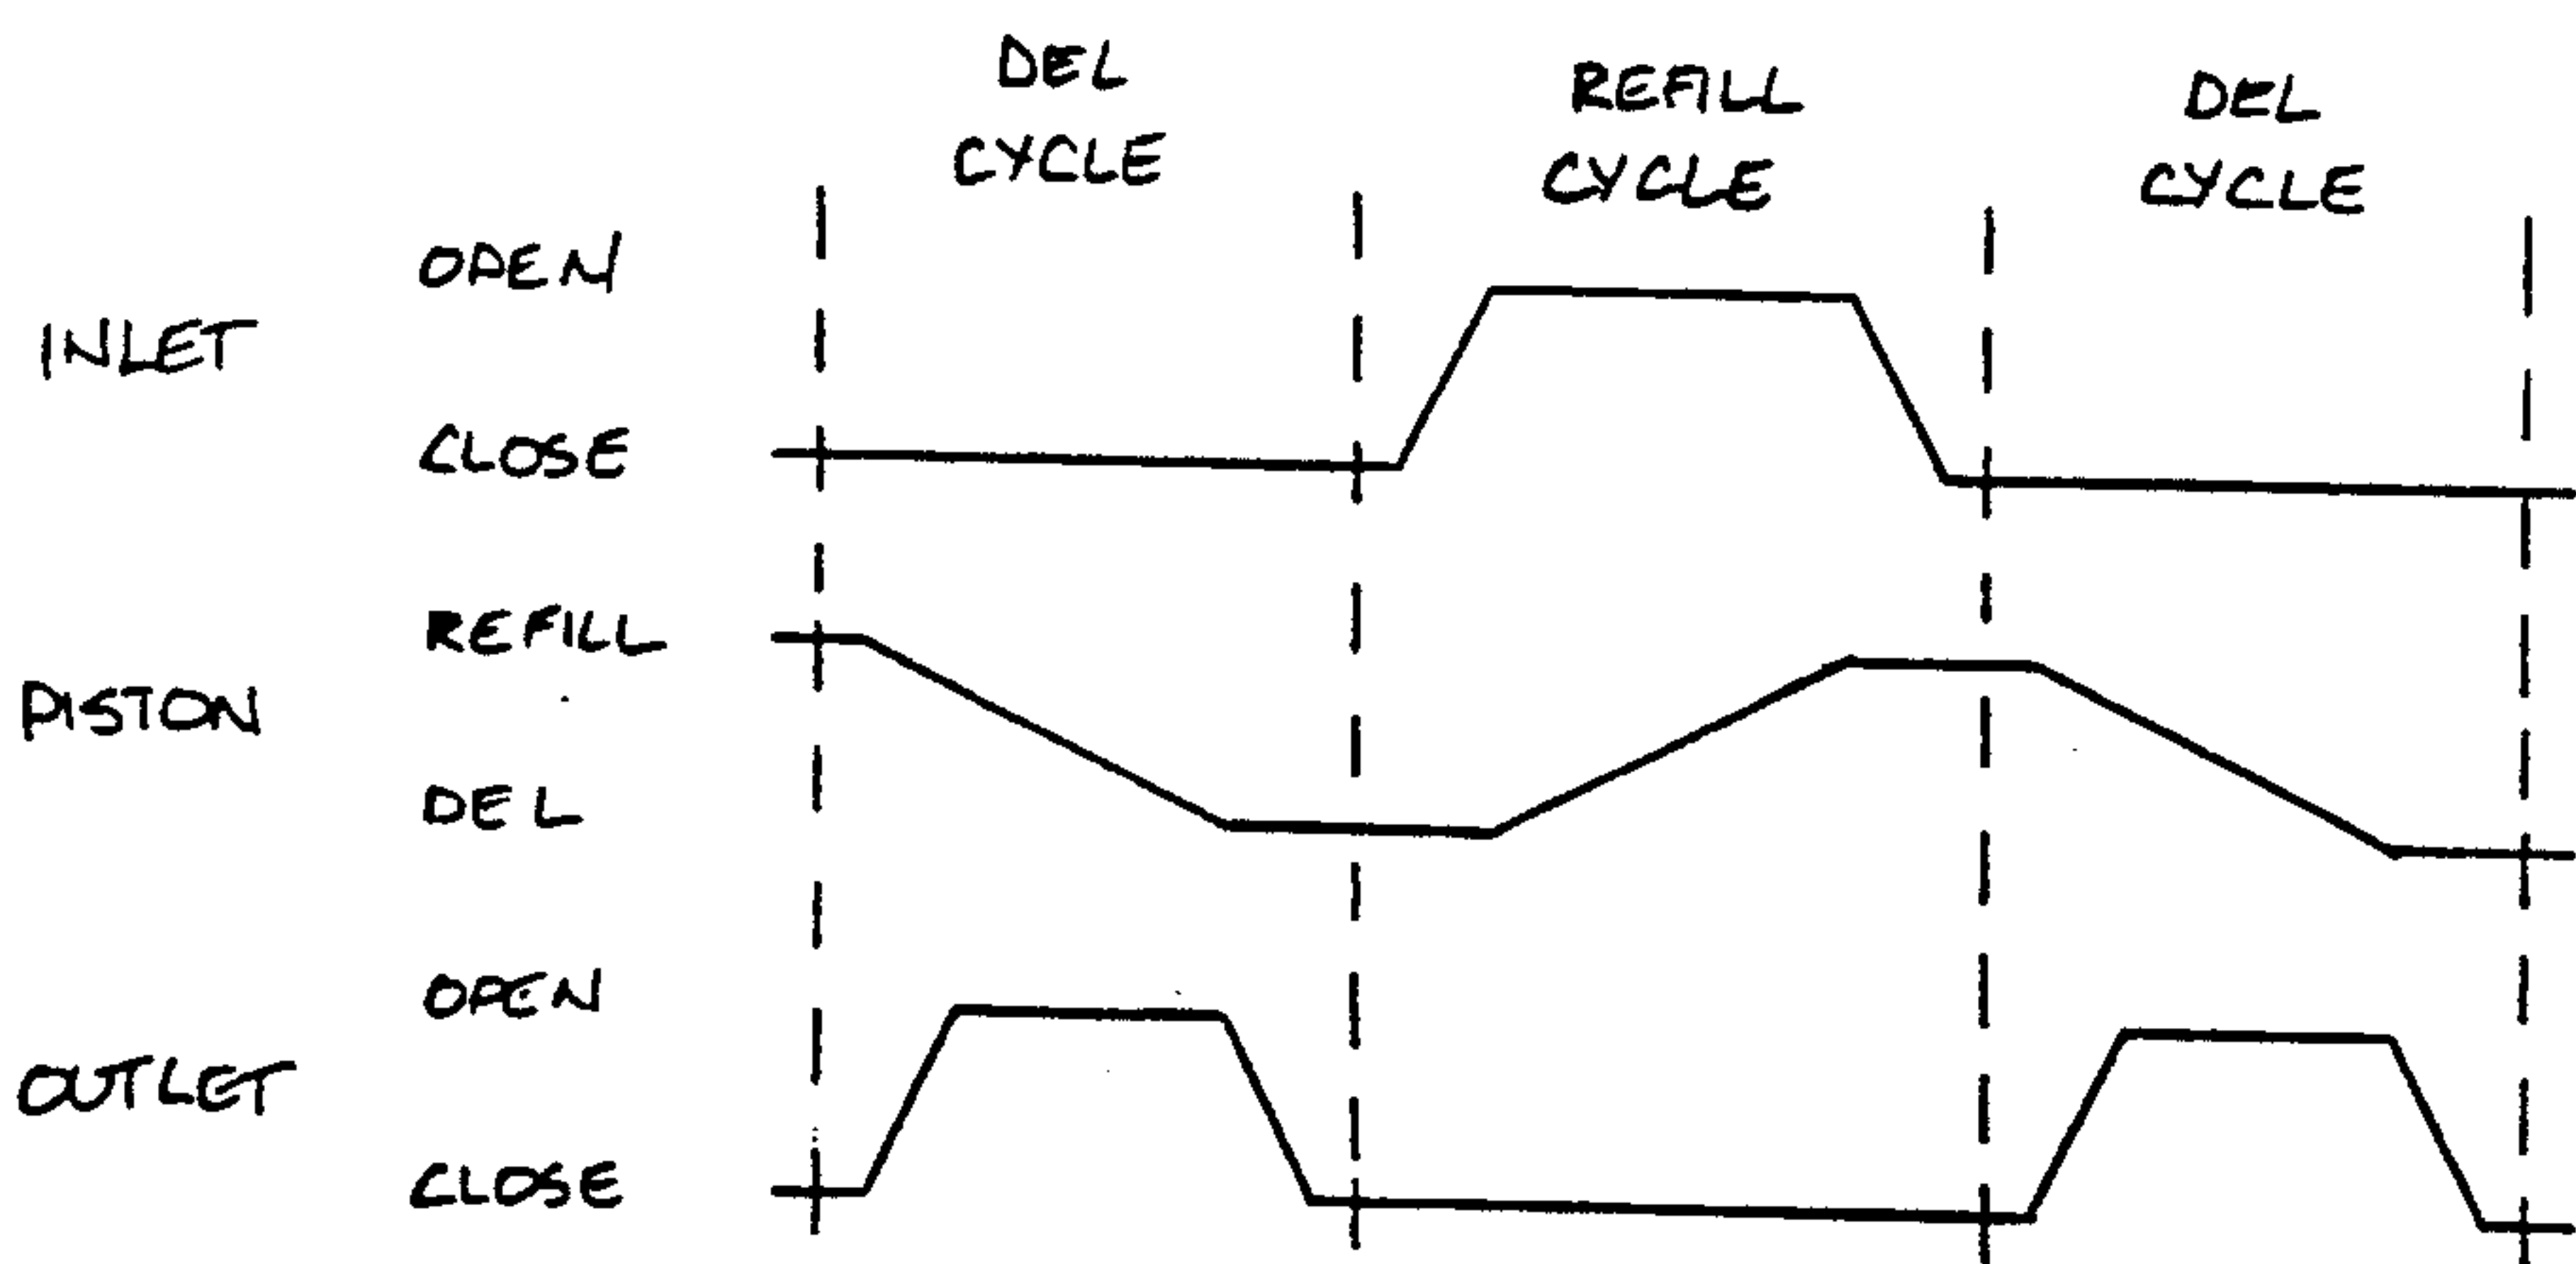 DEL
CYCLE
REFILL
CYCLE
DEL
CYCLE
INLET
OPEN
CLOSE
PISTON
REFILL
DEL
OUTLET
OPEN
CLOSE